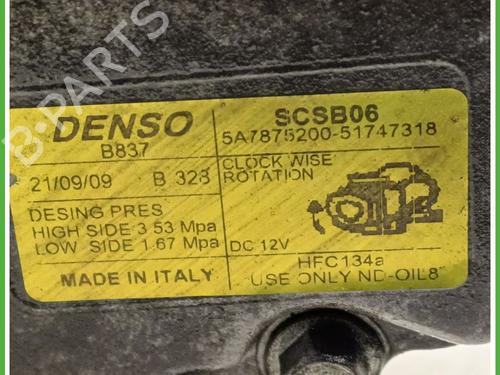 B-PARTS
DENSO
B837
SCSB06
5A7875200-51747318
21/09/09 B 328
CLOCK WISE
ROTATION
DESING PRES
HIGH SIDE 3 53 Mpa
LOW SIDE 1.67 Mpa
DC 12V
MADE IN ITALY
HFC134a
USE ONLY ND-OIL8